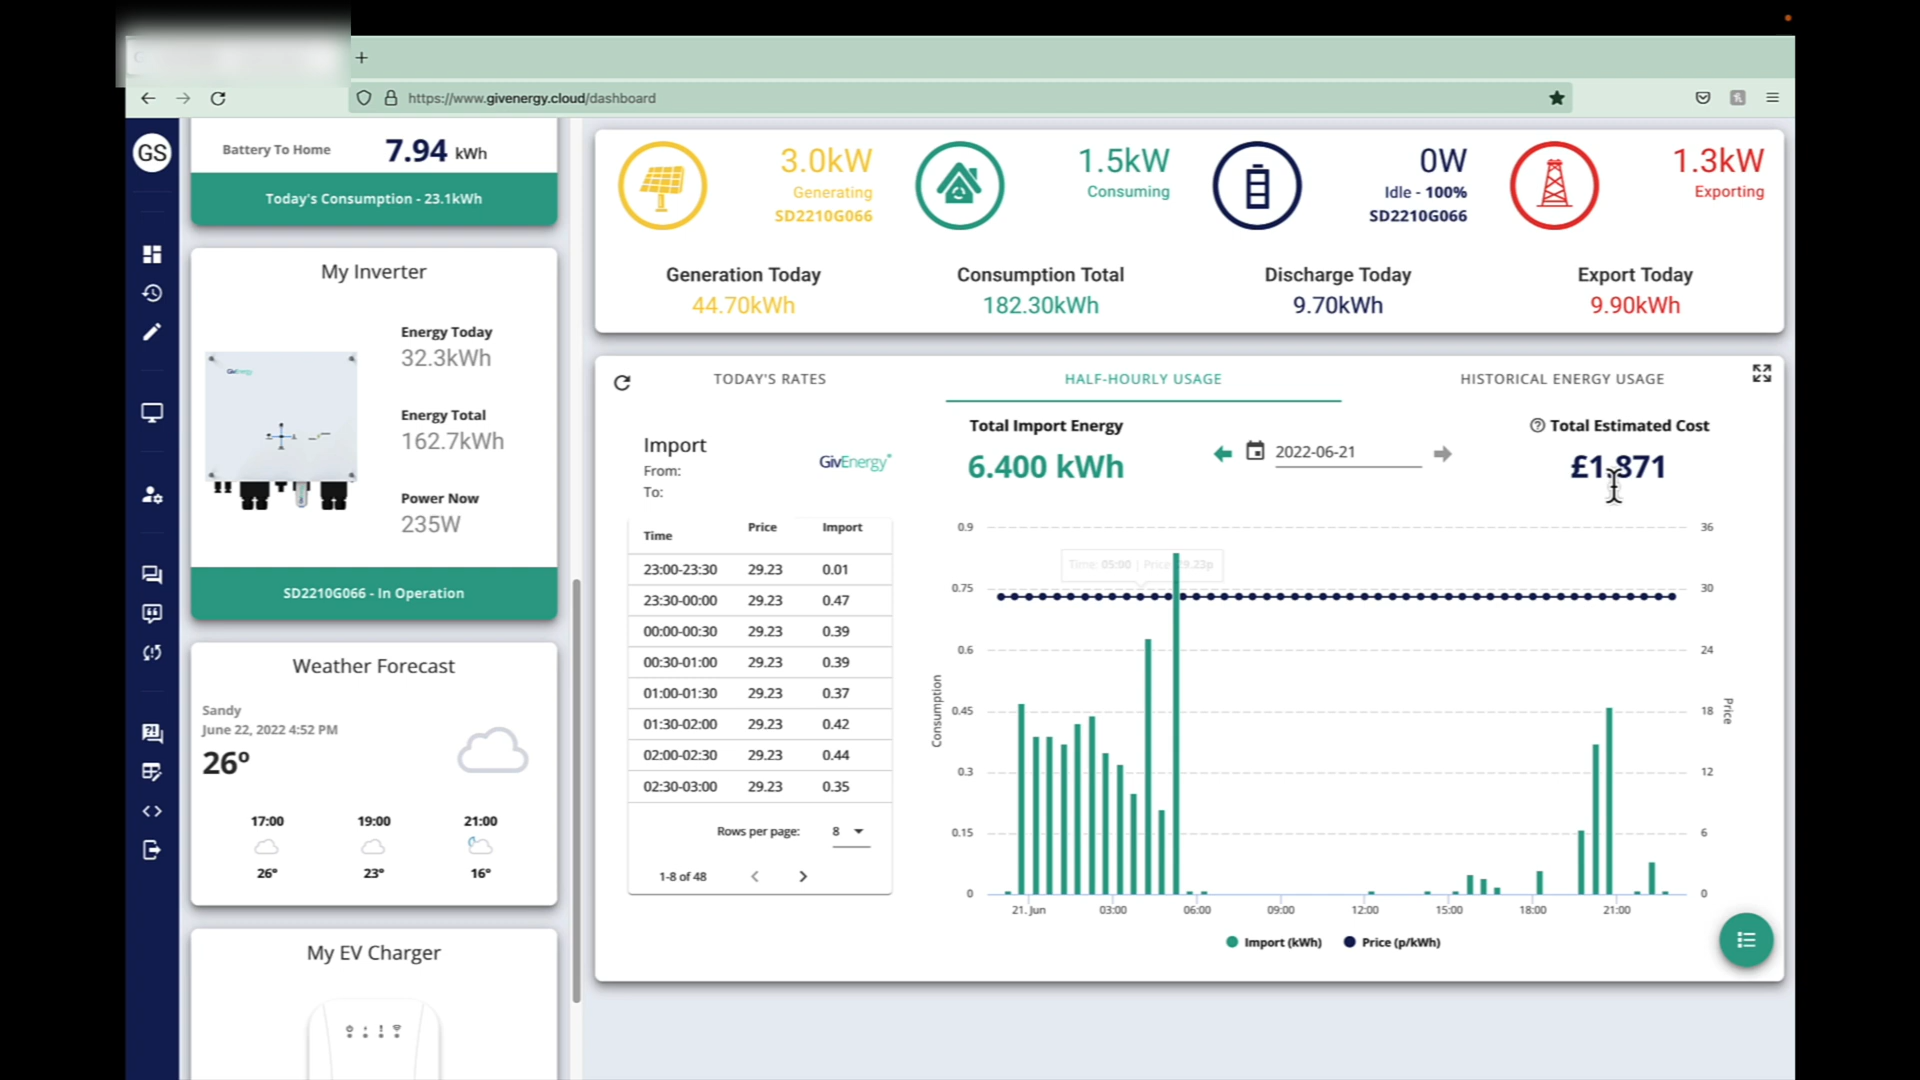 https://www.givenergy.cloud/dashboard
GS
Battery To Home 7.94 kWh
Today's Consumption - 23.1kWh
My Inverter
GivEnergy
Energy Today
32.3kWh
Energy Total
162.7kWh
Power Now
235W
SD2210G066 - In Operation
Weather Forecast
Sandy
June 22, 2022 4:52 PM
26°
17:00 19:00 21:00
26° 23° 16°
My EV Charger
3.0kW
Generating
SD2210G066
Generation Today
44.70kWh
1.5kW
Consuming
Consumption Total
182.30kWh
0W
Idle - 100%
SD2210G066
Discharge Today
9.70kWh
1.3kW
Exporting
Export Today
9.90kWh
TODAY'S RATES HALF-HOURLY USAGE HISTORICAL ENERGY USAGE
Import
From:
To:
GivEnergy
Total Import Energy
6.400 kWh
2022-06-21
Total Estimated Cost
£1.871
Time Price Import
23:00-23:30 29.23 0.01
23:30-00:00 29.23 0.47
00:00-00:30 29.23 0.39
00:30-01:00 29.23 0.39
01:00-01:30 29.23 0.37
01:30-02:00 29.23 0.42
02:00-02:30 29.23 0.44
02:30-03:00 29.23 0.35
Rows per page: 8
1-8 of 48
Time: 05:00 | Price 29.23p
0.9 36
0.75 30
0.6 24
0.45 18
0.3 12
0.15 6
0 0
Consumption
Price
21. Jun 03:00 06:00 09:00 12:00 15:00 18:00 21:00
Import (kWh) Price (p/kWh)